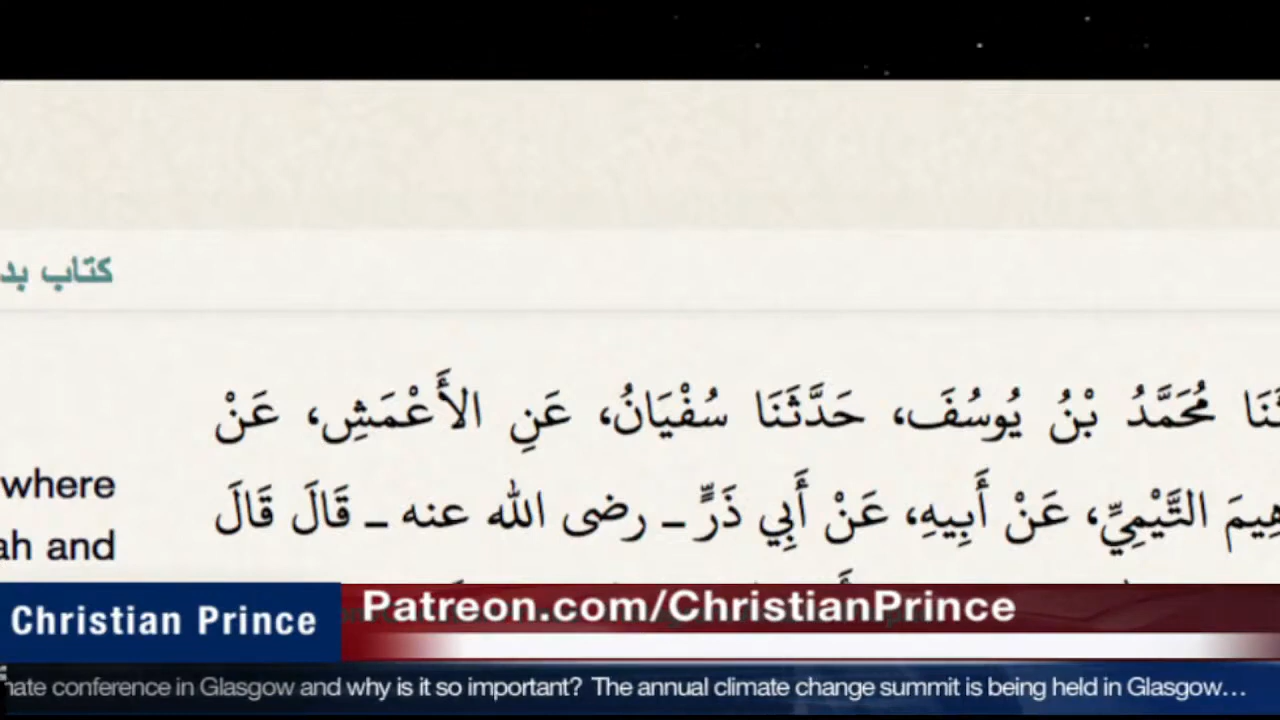 كتاب بد
نَا مُحَمَّدُ بْنُ يُوسُفَ، حَدَّثَنَا سُفْيَانُ، عَنِ الأَعْمَشِ، عَنْ
هِيمَ التَّيْمِيِّ، عَنْ أَبِيهِ، عَنْ أَبِي ذَرٍّ ـ رضى الله عنه ـ قَالَ قَالَ
where
ah and
Christian Prince
Patreon.com/ChristianPrince
nate conference in Glasgow and why is it so important? The annual climate change summit is being held in Glasgow…